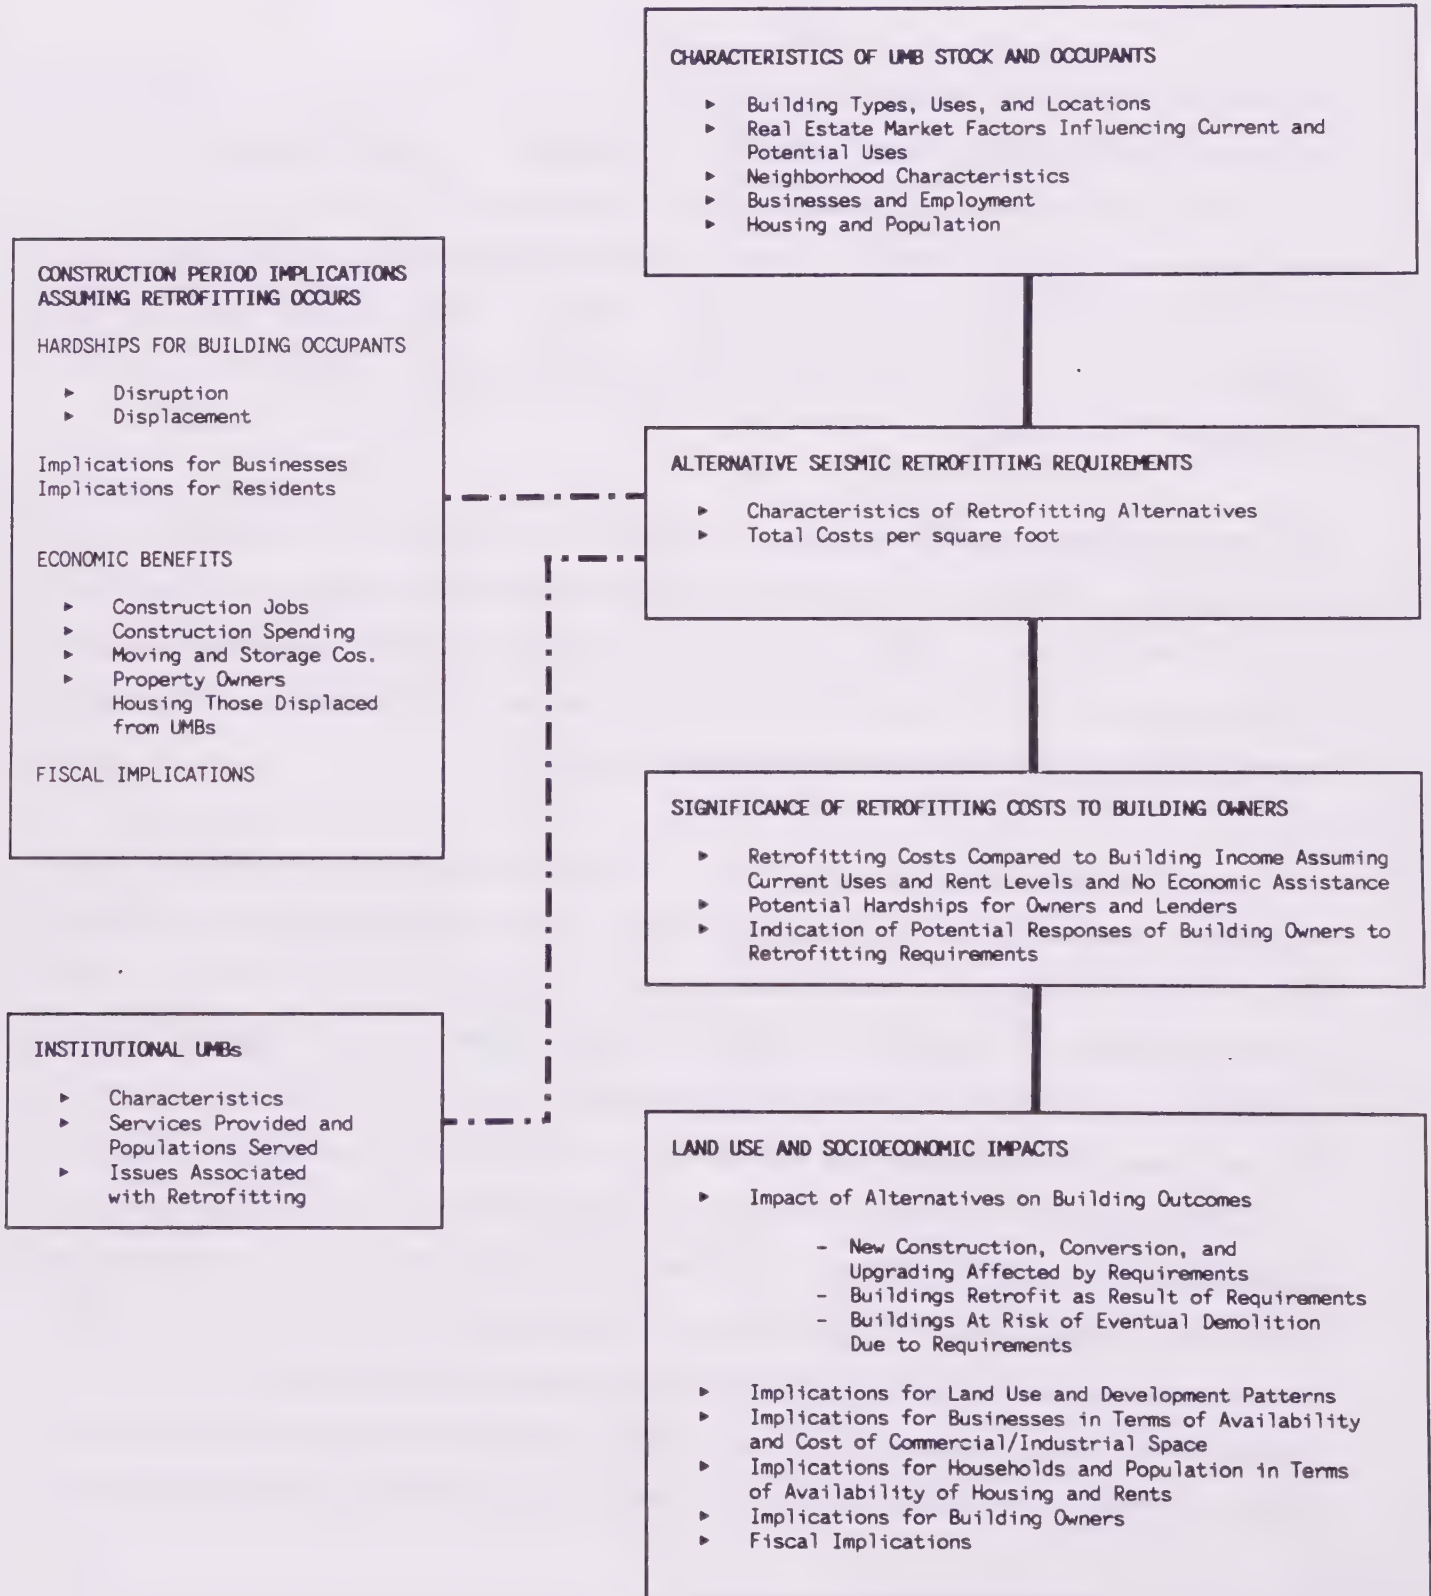 CHARACTERISTICS OF UMB STOCK AND OCCUPANTS
► Building Types, Uses, and Locations
► Real Estate Market Factors Influencing Current and
Potential Uses
► Neighborhood Characteristics
► Businesses and Employment
► Housing and Population
CONSTRUCTION PERIOD IMPLICATIONS
ASSUMING RETROFITTING OCCURS
HARDSHIPS FOR BUILDING OCCUPANTS
► Disruption
► Displacement
Implications for Businesses
Implications for Residents
ECONOMIC BENEFITS
► Construction Jobs
► Construction Spending
► Moving and Storage Cos.
► Property Owners
Housing Those Displaced
from UMBs
FISCAL IMPLICATIONS
ALTERNATIVE SEISMIC RETROFITTING REQUIREMENTS
► Characteristics of Retrofitting Alternatives
► Total Costs per square foot
SIGNIFICANCE OF RETROFITTING COSTS TO BUILDING OWNERS
► Retrofitting Costs Compared to Building Income Assuming
Current Uses and Rent Levels and No Economic Assistance
► Potential Hardships for Owners and Lenders
► Indication of Potential Responses of Building Owners to
Retrofitting Requirements
INSTITUTIONAL UMBs
► Characteristics
► Services Provided and
Populations Served
► Issues Associated
with Retrofitting
LAND USE AND SOCIOECONOMIC IMPACTS
► Impact of Alternatives on Building Outcomes
– New Construction, Conversion, and
Upgrading Affected by Requirements
– Buildings Retrofit as Result of Requirements
– Buildings At Risk of Eventual Demolition
Due to Requirements
► Implications for Land Use and Development Patterns
► Implications for Businesses in Terms of Availability
and Cost of Commercial/Industrial Space
► Implications for Households and Population in Terms
of Availability of Housing and Rents
► Implications for Building Owners
► Fiscal Implications